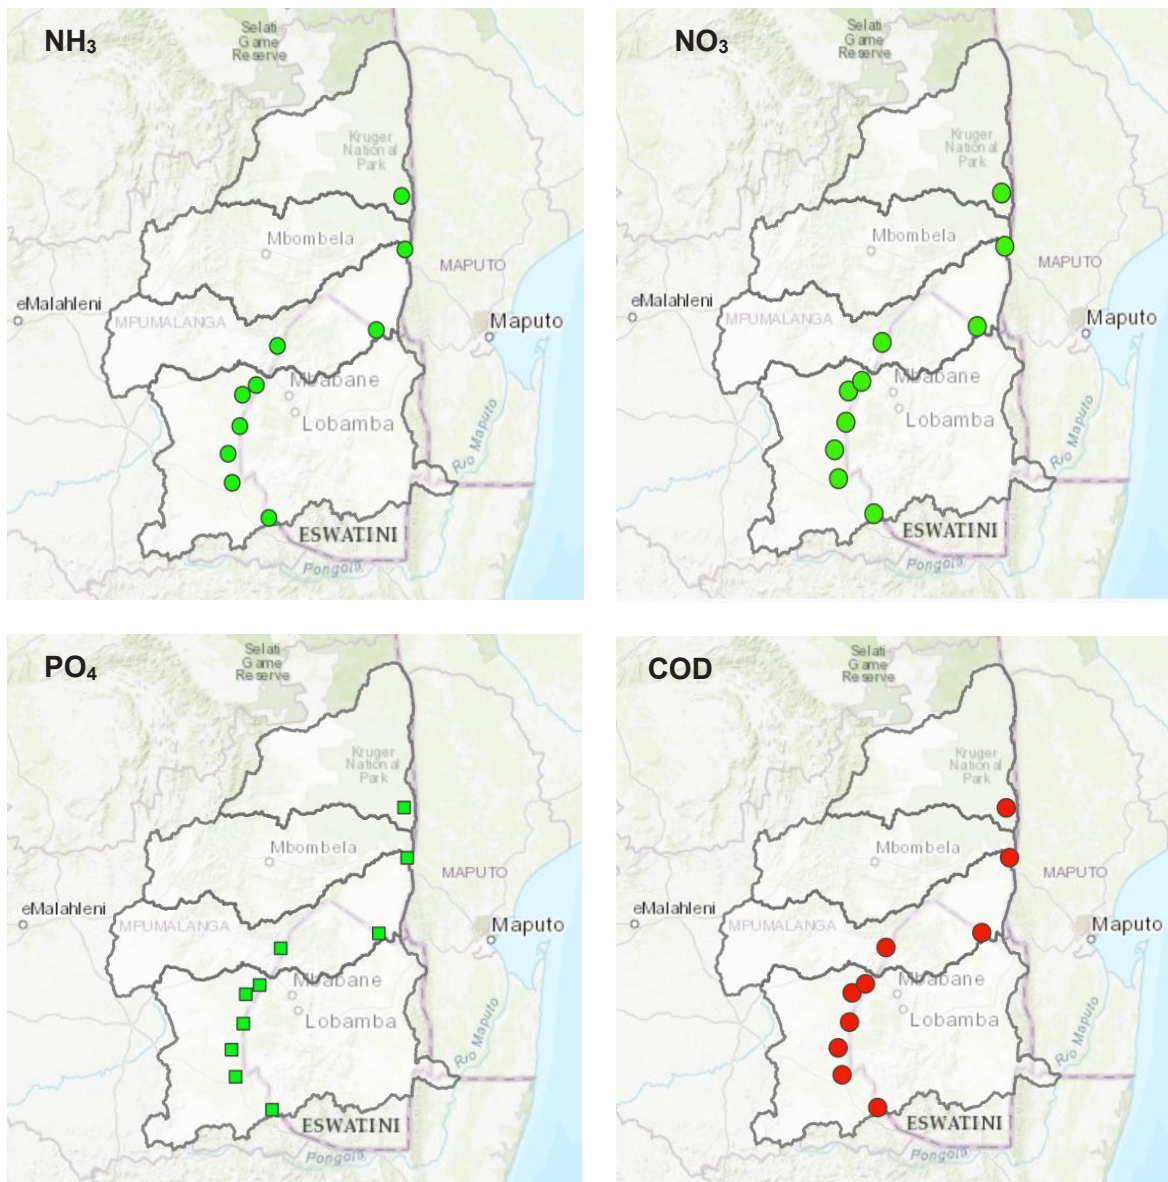 NH₃
Selati
Game
Reserve
Kruger
National
Park
Mbombela
MAPUTO
eMalahleni
MPUMALANGA
Maputo
Mbabane
Lobamba
Rio Maputo
ESWATINI
Pongola
NO₃
Selati
Game
Reserve
Kruger
National
Park
Mbombela
MAPUTO
eMalahleni
MPUMALANGA
Maputo
Mbabane
Lobamba
Rio Maputo
ESWATINI
Pongola
PO₄
Selati
Game
Reserve
Kruger
National
Park
Mbombela
MAPUTO
eMalahleni
MPUMALANGA
Maputo
Mbabane
Lobamba
Rio Maputo
ESWATINI
Pongola
COD
Selati
Game
Reserve
Kruger
National
Park
Mbombela
MAPUTO
eMalahleni
MPUMALANGA
Maputo
Mbabane
Lobamba
Rio Maputo
ESWATINI
Pongola